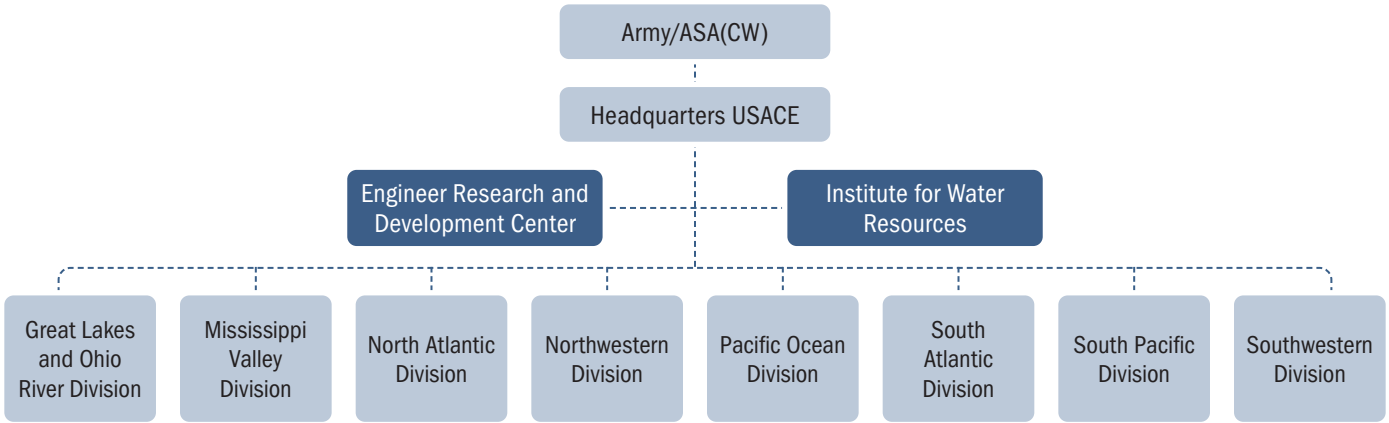 Army/ASA(CW)
Headquarters USACE
Engineer Research and
Development Center
Institute for Water
Resources
Great Lakes
and Ohio
River Division
Mississippi
Valley
Division
North Atlantic
Division
Northwestern
Division
Pacific Ocean
Division
South
Atlantic
Division
South Pacific
Division
Southwestern
Division